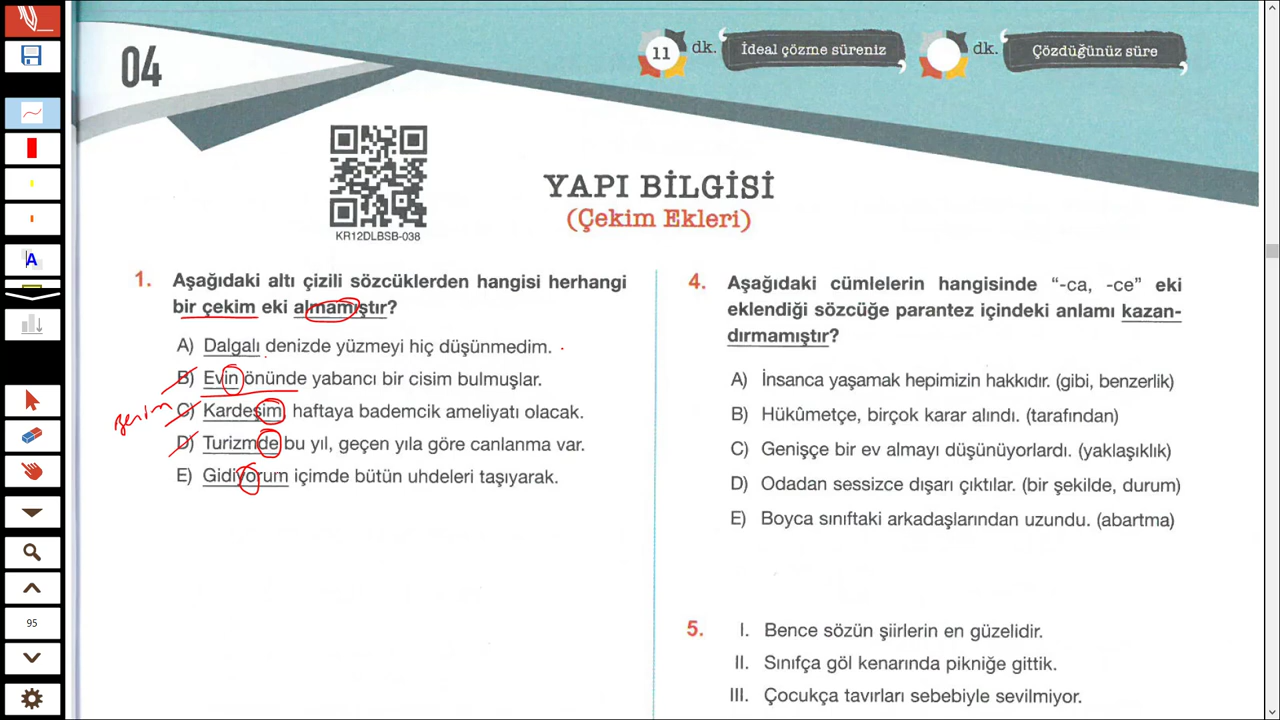 04
11 dk. İdeal çözme süreniz
dk. Çözdüğünüz süre
KR12DLBSB-038
YAPI BİLGİSİ
(Çekim Ekleri)
1. Aşağıdaki altı çizili sözcüklerden hangisi herhangi
bir çekim eki almamıştır?
A) Dalgalı denizde yüzmeyi hiç düşünmedim.
B) Evin önünde yabancı bir cisim bulmuşlar.
Benim
C) Kardeşim, haftaya bademcik ameliyatı olacak.
D) Turizmde bu yıl, geçen yıla göre canlanma var.
E) Gidiyorum içimde bütün uhdeleri taşıyarak.
4. Aşağıdaki cümlelerin hangisinde “-ca, -ce” eki
eklendiği sözcüğe parantez içindeki anlamı kazan-
dırmamıştır?
A) İnsanca yaşamak hepimizin hakkıdır. (gibi, benzerlik)
B) Hükûmetçe, birçok karar alındı. (tarafından)
C) Genişçe bir ev almayı düşünüyorlardı. (yaklaşıklık)
D) Odadan sessizce dışarı çıktılar. (bir şekilde, durum)
E) Boyca sınıftaki arkadaşlarından uzundu. (abartma)
5. I. Bence sözün şiirlerin en güzelidir.
II. Sınıfça göl kenarında pikniğe gittik.
III. Çocukça tavırları sebebiyle sevilmiyor.
A
95